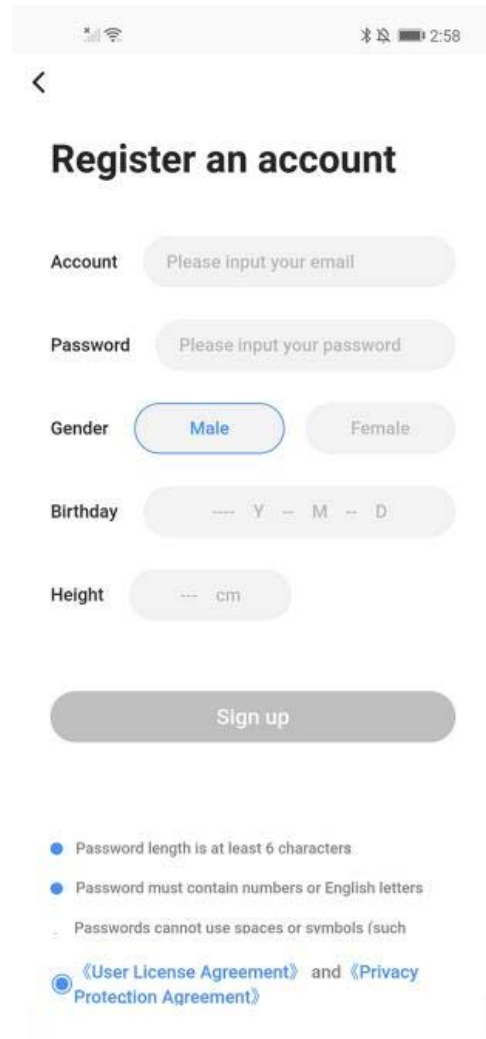 2:58
Register an account
Account Please input your email
Password Please input your password
Gender Male Female
Birthday ---- Y -- M -- D
Height --- cm
Sign up
Password length is at least 6 characters
Password must contain numbers or English letters
Passwords cannot use spaces or symbols (such
《User License Agreement》 and 《Privacy
Protection Agreement》